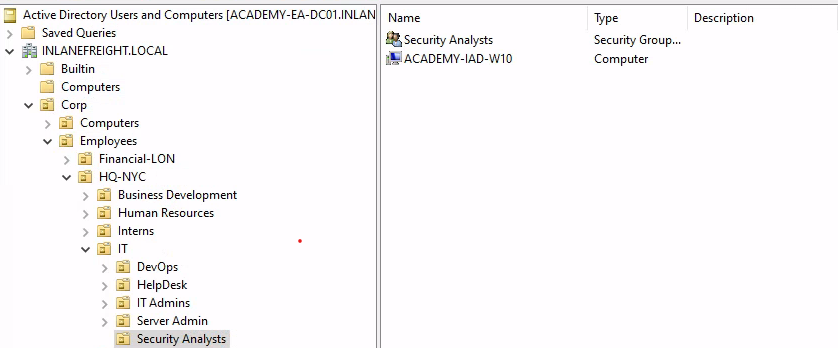 Active Directory Users and Computers [ACADEMY-EA-DC01.INLAN
Saved Queries
INLANEFREIGHT.LOCAL
Builtin
Computers
Corp
Computers
Employees
Financial-LON
HQ-NYC
Business Development
Human Resources
Interns
IT
DevOps
HelpDesk
IT Admins
Server Admin
Security Analysts
Name Type Description
Security Analysts Security Group...
ACADEMY-IAD-W10 Computer